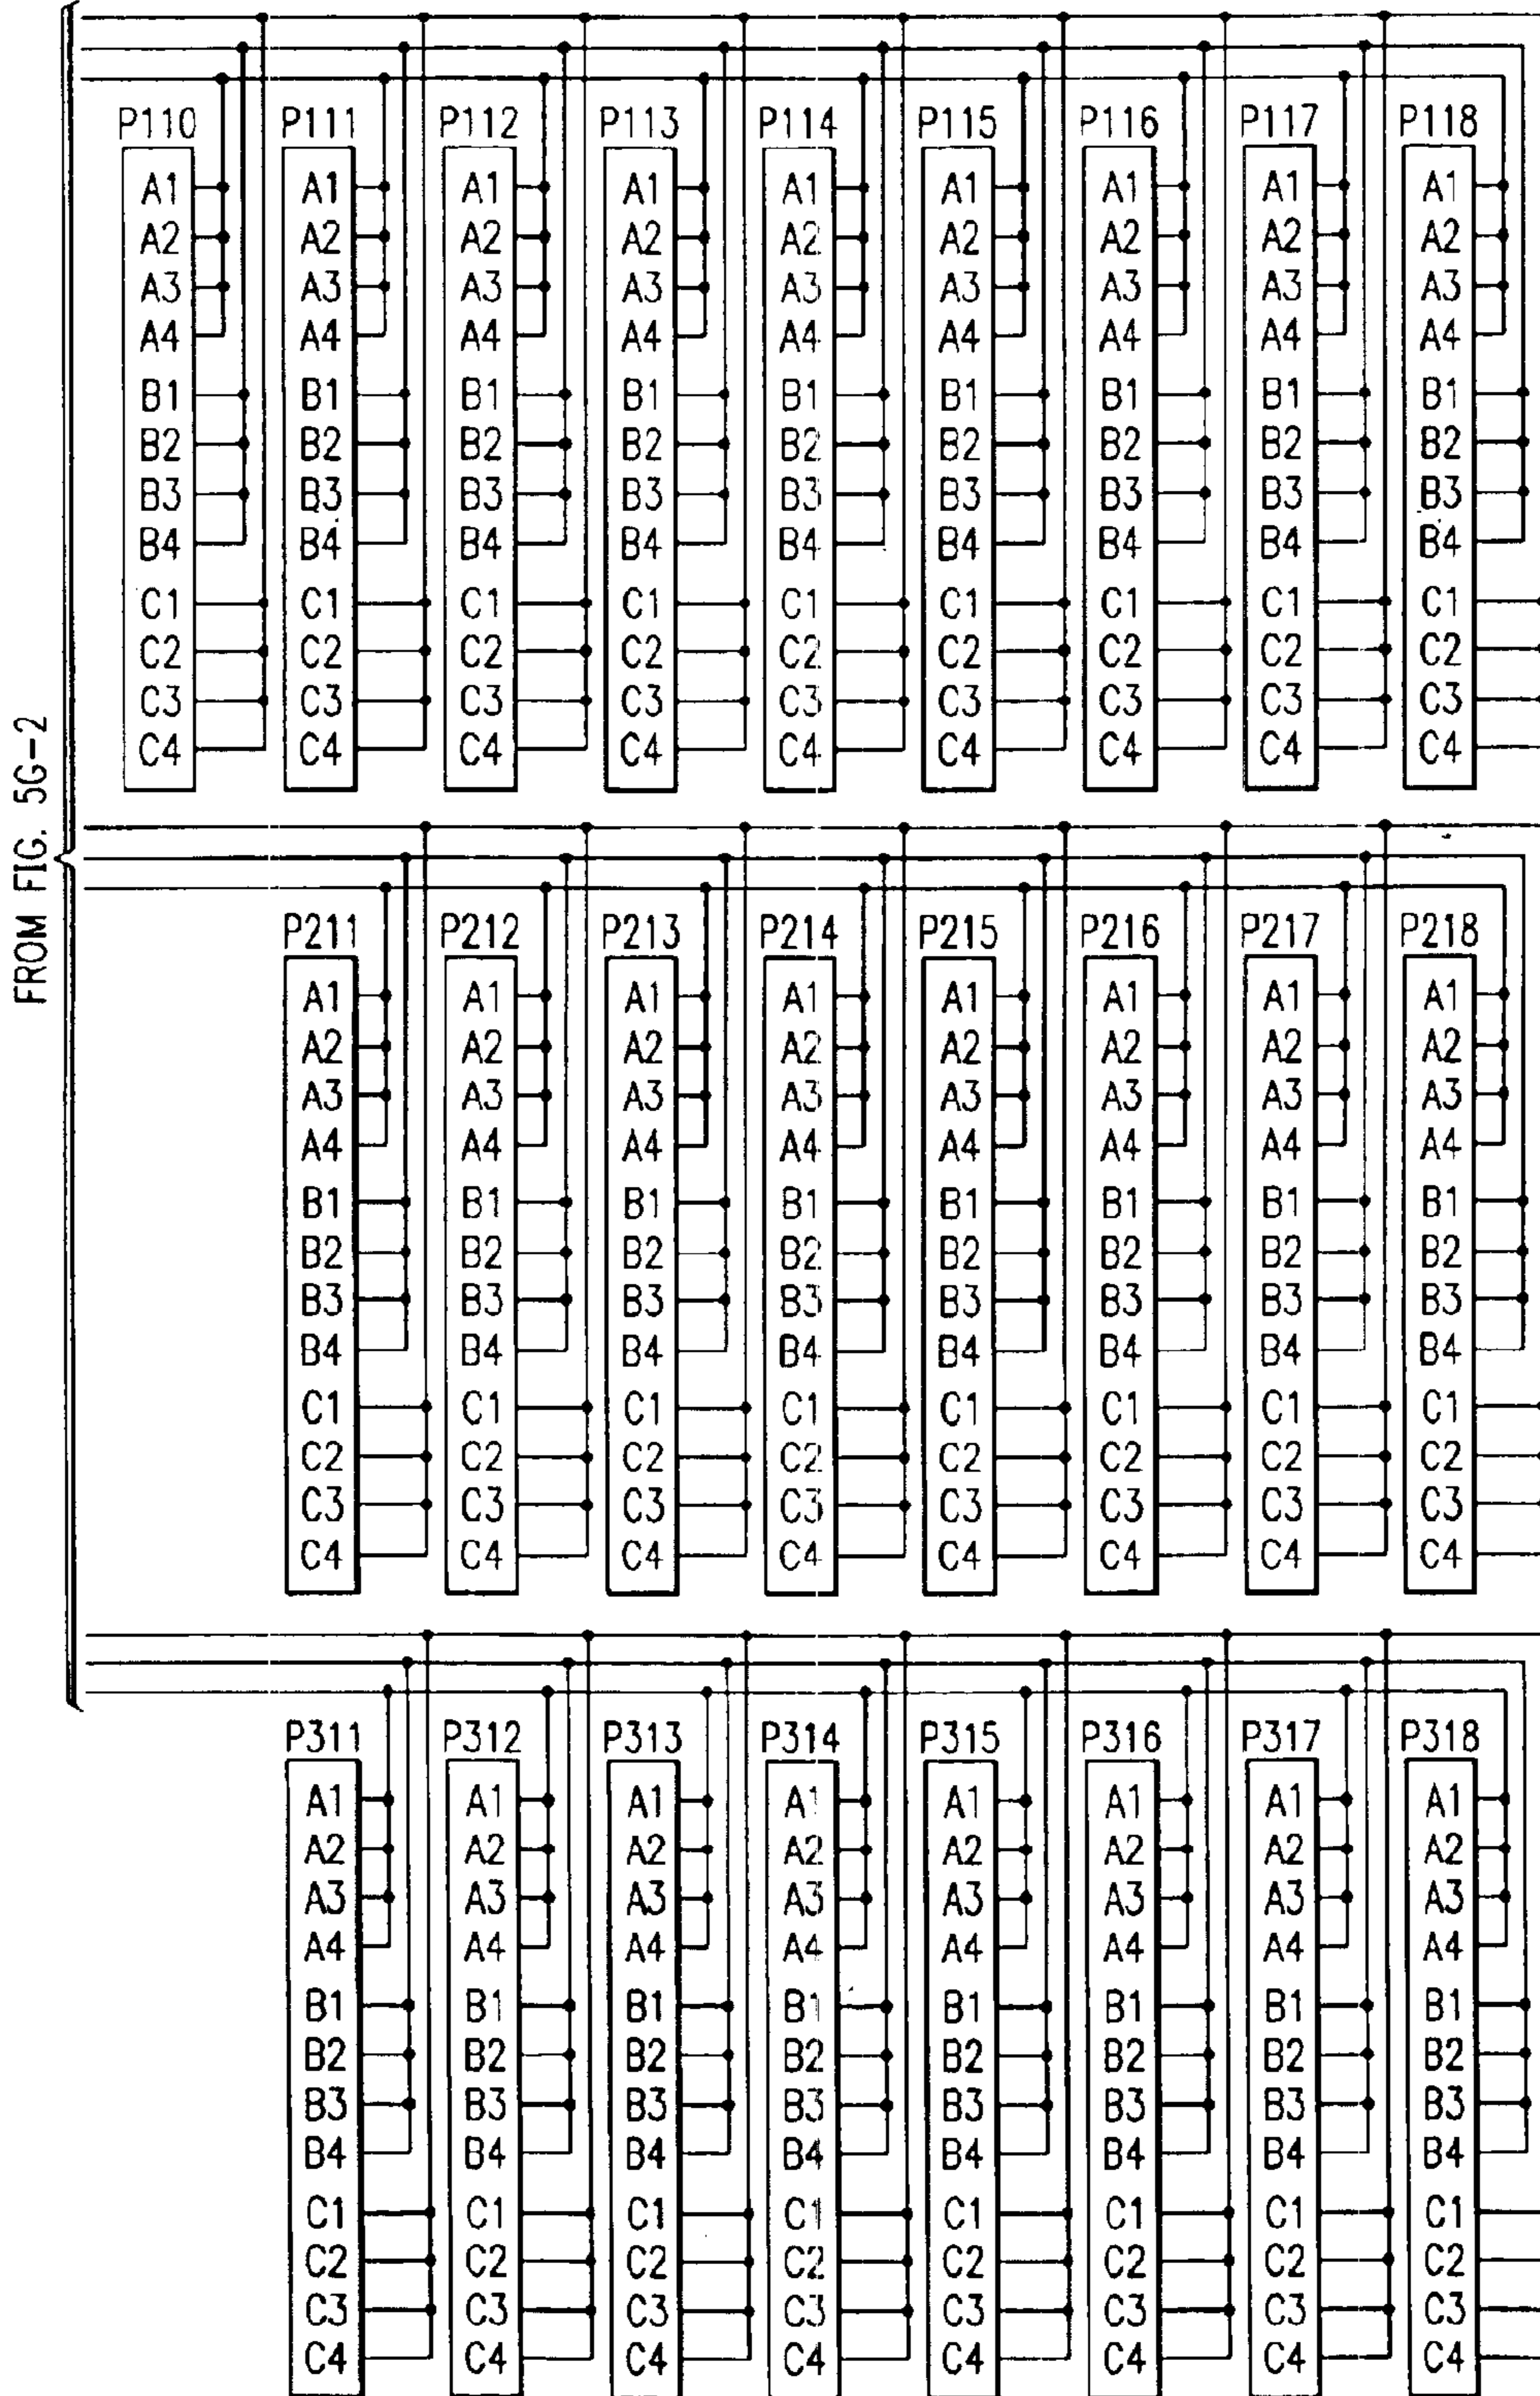 FROM FIG. 5G-2
P110 P111 P112 P113 P114 P115 P116 P117 P118
A1 A1 A1 A1 A1 A1 A1 A1 A1
A2 A2 A2 A2 A2 A2 A2 A2 A2
A3 A3 A3 A3 A3 A3 A3 A3 A3
A4 A4 A4 A4 A4 A4 A4 A4 A4
B1 B1 B1 B1 B1 B1 B1 B1 B1
B2 B2 B2 B2 B2 B2 B2 B2 B2
B3 B3 B3 B3 B3 B3 B3 B3 B3
B4 B4 B4 B4 B4 B4 B4 B4 B4
C1 C1 C1 C1 C1 C1 C1 C1 C1
C2 C2 C2 C2 C2 C2 C2 C2 C2
C3 C3 C3 C3 C3 C3 C3 C3 C3
C4 C4 C4 C4 C4 C4 C4 C4 C4
P211 P212 P213 P214 P215 P216 P217 P218
A1 A1 A1 A1 A1 A1 A1 A1
A2 A2 A2 A2 A2 A2 A2 A2
A3 A3 A3 A3 A3 A3 A3 A3
A4 A4 A4 A4 A4 A4 A4 A4
B1 B1 B1 B1 B1 B1 B1 B1
B2 B2 B2 B2 B2 B2 B2 B2
B3 B3 B3 B3 B3 B3 B3 B3
B4 B4 B4 B4 B4 B4 B4 B4
C1 C1 C1 C1 C1 C1 C1 C1
C2 C2 C2 C2 C2 C2 C2 C2
C3 C3 C3 C3 C3 C3 C3 C3
C4 C4 C4 C4 C4 C4 C4 C4
P311 P312 P313 P314 P315 P316 P317 P318
A1 A1 A1 A1 A1 A1 A1 A1
A2 A2 A2 A2 A2 A2 A2 A2
A3 A3 A3 A3 A3 A3 A3 A3
A4 A4 A4 A4 A4 A4 A4 A4
B1 B1 B1 B1 B1 B1 B1 B1
B2 B2 B2 B2 B2 B2 B2 B2
B3 B3 B3 B3 B3 B3 B3 B3
B4 B4 B4 B4 B4 B4 B4 B4
C1 C1 C1 C1 C1 C1 C1 C1
C2 C2 C2 C2 C2 C2 C2 C2
C3 C3 C3 C3 C3 C3 C3 C3
C4 C4 C4 C4 C4 C4 C4 C4